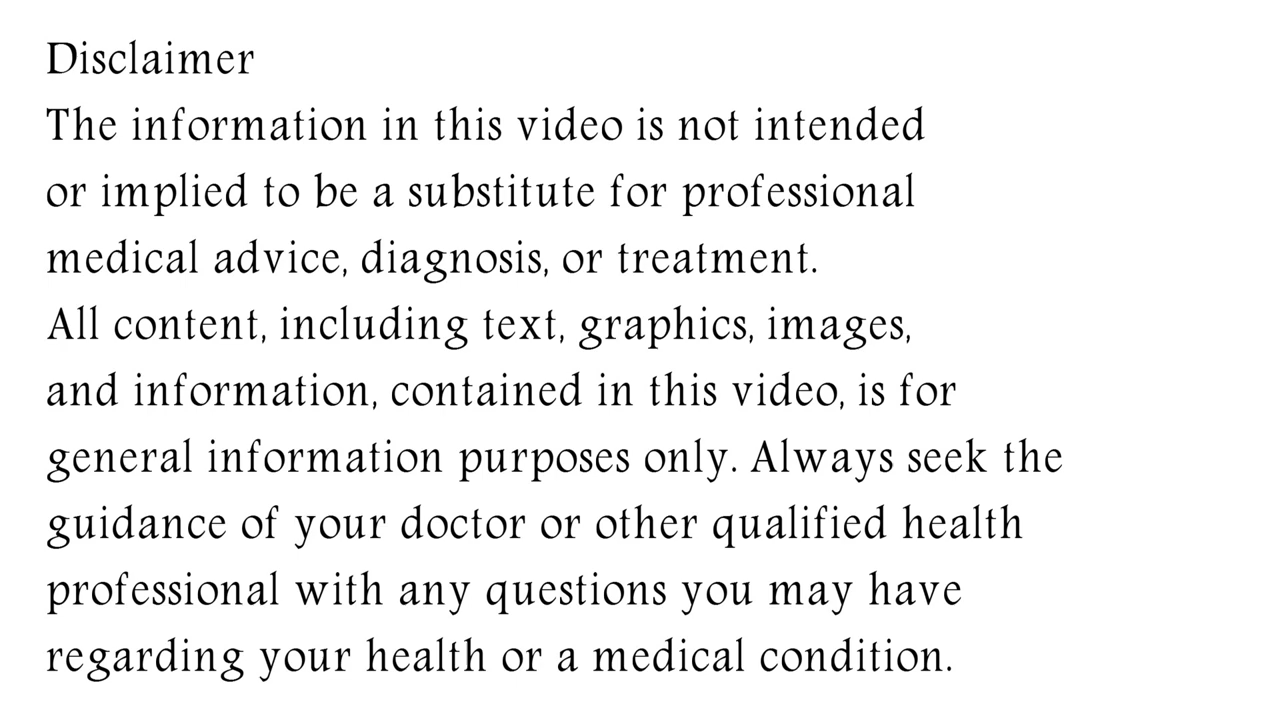 Disclaimer
The information in this video is not intended
or implied to be a substitute for professional
medical advice, diagnosis, or treatment.
All content, including text, graphics, images,
and information, contained in this video, is for
general information purposes only. Always seek the
guidance of your doctor or other qualified health
professional with any questions you may have
regarding your health or a medical condition.